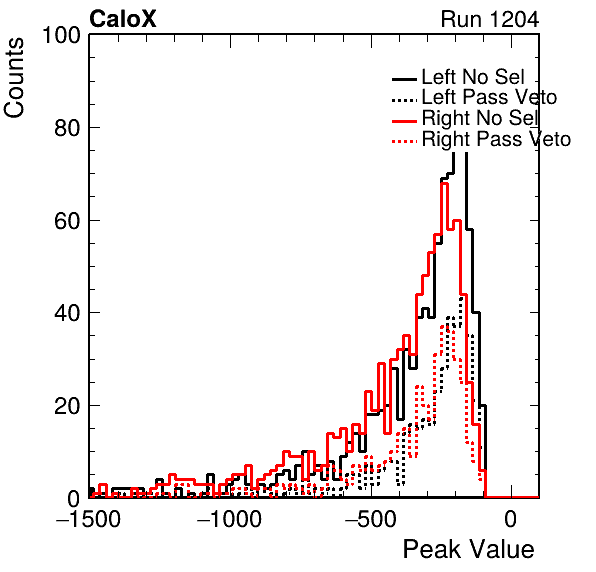 CaloX Run 1204
Counts
100
80
60
40
20
0
Left No Sel
Left Pass Veto
Right No Sel
Right Pass Veto
−1500 −1000 −500 0
Peak Value